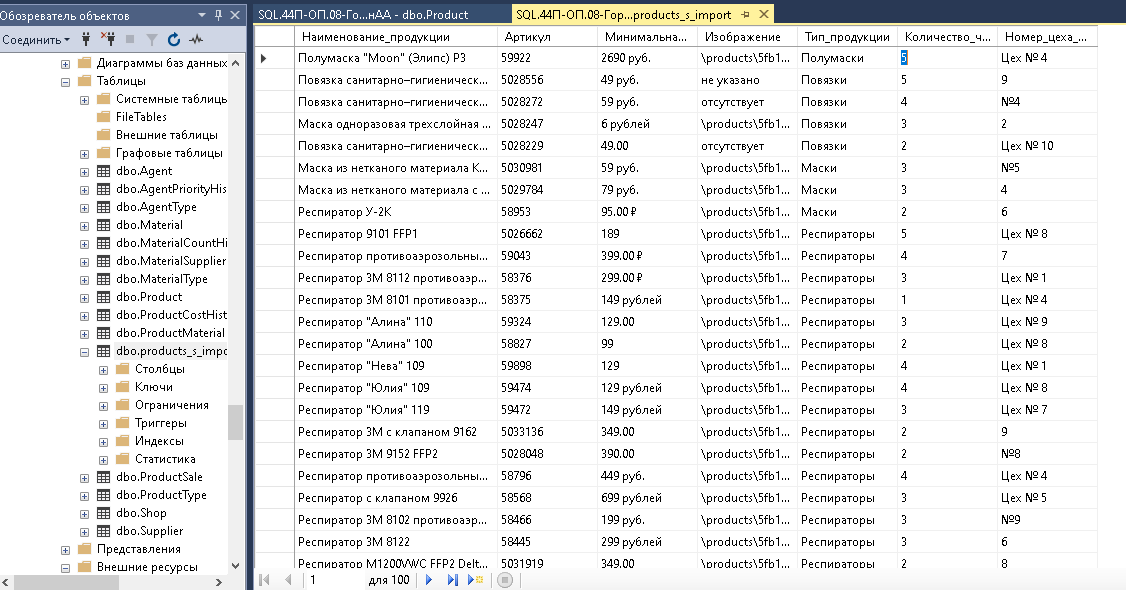 Обозреватель объектов
Соединить
Диаграммы баз данных
Таблицы
Системные таблицы
FileTables
Внешние таблицы
Графовые таблицы
dbo.Agent
dbo.AgentPriorityHis
dbo.AgentType
dbo.Material
dbo.MaterialCountHi
dbo.MaterialSupplier
dbo.MaterialType
dbo.Product
dbo.ProductCostHist
dbo.ProductMaterial
dbo.products_s_impo
Столбцы
Ключи
Ограничения
Триггеры
Индексы
Статистика
dbo.ProductSale
dbo.ProductType
dbo.Shop
dbo.Supplier
Представления
Внешние ресурсы
SQL.44П-ОП.08-Го...нАА - dbo.Product SQL.44П-ОП.08-Гор...products_s_import
Наименование_продукции Артикул Минимальна... Изображение Тип_продукции Количество_ч... Номер_цеха_...
Полумаска "Moon" (Элипс) P3 59922 2690 руб. \products\5fb1... Полумаски 5 Цех № 4
Повязка санитарно–гигиеническ... 5028556 49 руб. не указано Повязки 5 9
Повязка санитарно–гигиеническ... 5028272 59 руб. отсутствует Повязки 4 №4
Маска одноразовая трехслойная ... 5028247 6 рублей \products\5fb1... Повязки 3 2
Повязка санитарно–гигиеническ... 5028229 49.00 отсутствует Повязки 2 Цех № 10
Маска из нетканого материала K... 5030981 59 руб. \products\5fb1... Маски 3 №5
Маска из нетканого материала с ... 5029784 79 руб. \products\5fb1... Маски 3 4
Респиратор У-2К 58953 95.00 ₽ \products\5fb1... Маски 2 6
Респиратор 9101 FFP1 5026662 189 \products\5fb1... Респираторы 5 Цех № 8
Респиратор противоаэрозольны... 59043 399.00 ₽ \products\5fb1... Респираторы 4 7
Респиратор 3M 8112 противоаэр... 58376 299.00 ₽ \products\5fb1... Респираторы 3 Цех № 1
Респиратор 3M 8101 противоаэр... 58375 149 рублей \products\5fb1... Респираторы 1 Цех № 4
Респиратор "Алина" 110 59324 129.00 \products\5fb1... Респираторы 3 Цех № 9
Респиратор "Алина" 100 58827 99 \products\5fb1... Респираторы 2 Цех № 8
Респиратор "Нева" 109 59898 129 \products\5fb1... Респираторы 4 Цех № 1
Респиратор "Юлия" 109 59474 129 рублей \products\5fb1... Респираторы 4 Цех № 8
Респиратор "Юлия" 119 59472 149 рублей \products\5fb1... Респираторы 3 Цех № 7
Респиратор 3M с клапаном 9162 5033136 349.00 \products\5fb1... Респираторы 2 9
Респиратор 3M 9152 FFP2 5028048 390.00 \products\5fb1... Респираторы 2 №8
Респиратор противоаэрозольны... 58796 449 руб. \products\5fb1... Респираторы 4 Цех № 4
Респиратор с клапаном 9926 58568 699 рублей \products\5fb1... Респираторы 3 Цех № 5
Респиратор 3M 8102 противоаэр... 58466 199 руб. \products\5fb1... Респираторы 3 №9
Респиратор 3M 8122 58445 299 рублей \products\5fb1... Респираторы 3 6
Респиратор M1200VWC FFP2 Delt... 5031919 349.00 \products\5fb1... Респираторы 2 8
1 для 100